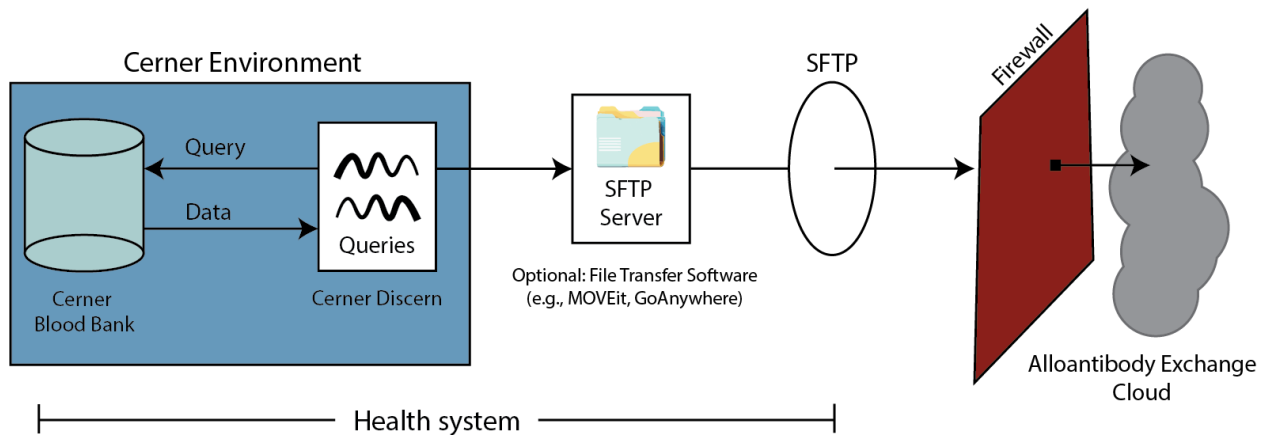 Cerner Environment
SFTP
Firewall
Query
Data
Queries
SFTP
Server
Cerner
Blood Bank
Cerner Discern
Optional: File Transfer Software
(e.g., MOVEit, GoAnywhere)
Alloantibody Exchange
Cloud
Health system